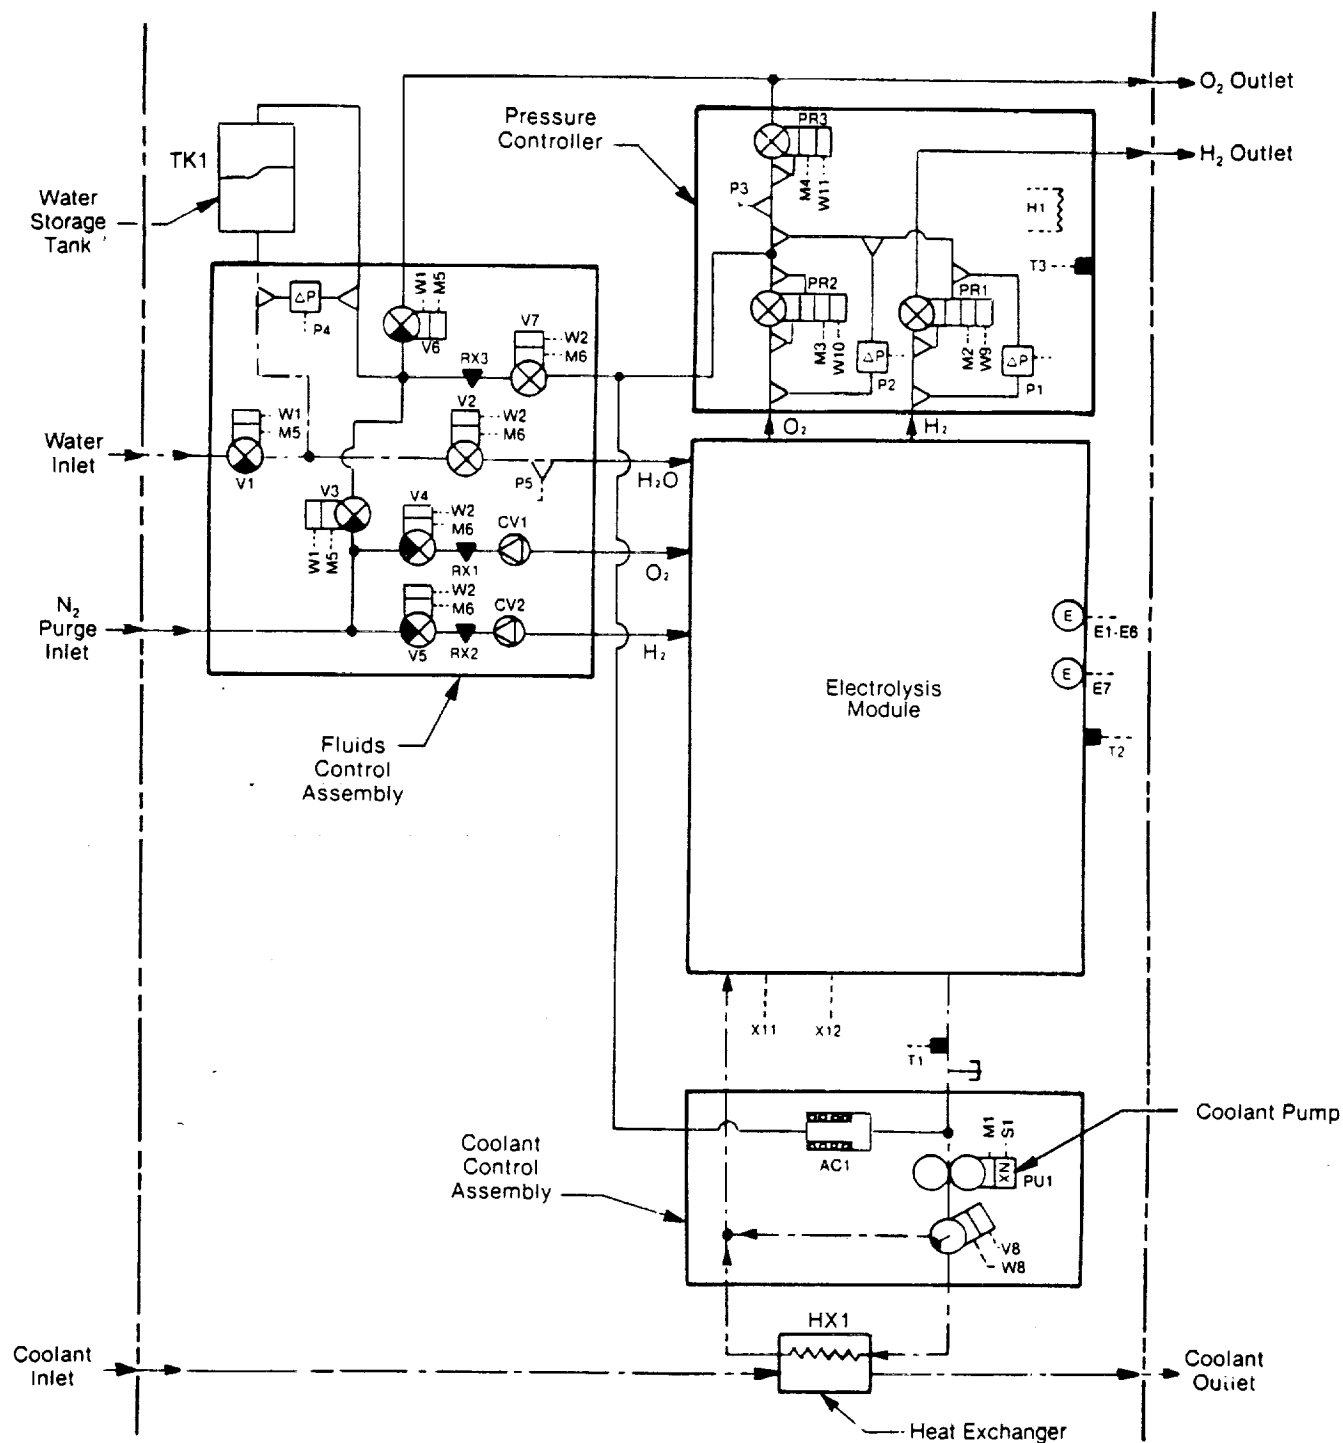 O₂ Outlet
Pressure
Controller
PR3
TK1
H₂ Outlet
M4
W11
P3
H1
Water
Storage
Tank
W1
M5
PR2
PR1
T3
ΔP
P4
V6
V7
W2
M6
M3
W10
M2
W9
RX3
ΔP
P2
ΔP
P1
V2
W1
M5
W2
M6
O₂
H₂
Water
Inlet
V1
P5
H₂O
V3
V4
W2
M6
CV1
W1
M5
RX1
O₂
N₂
Purge
Inlet
W2
M6
CV2
V5
RX2
H₂
E
E1-E6
E
E7
Electrolysis
Module
T2
Fluids
Control
Assembly
X11
X12
T1
Coolant Pump
M1
S1
Coolant
Control
Assembly
AC1
XN
PU1
V8
W8
HX1
Coolant
Inlet
Coolant
Outlet
Heat Exchanger